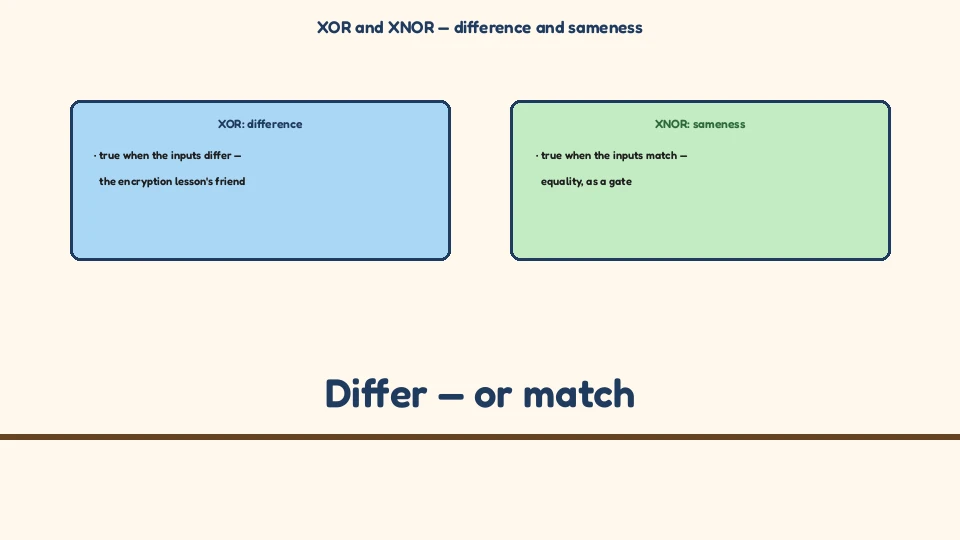 XOR and XNOR — difference and sameness
XOR: difference
· true when the inputs differ —
the encryption lesson's friend
XNOR: sameness
· true when the inputs match —
equality, as a gate
Differ — or match